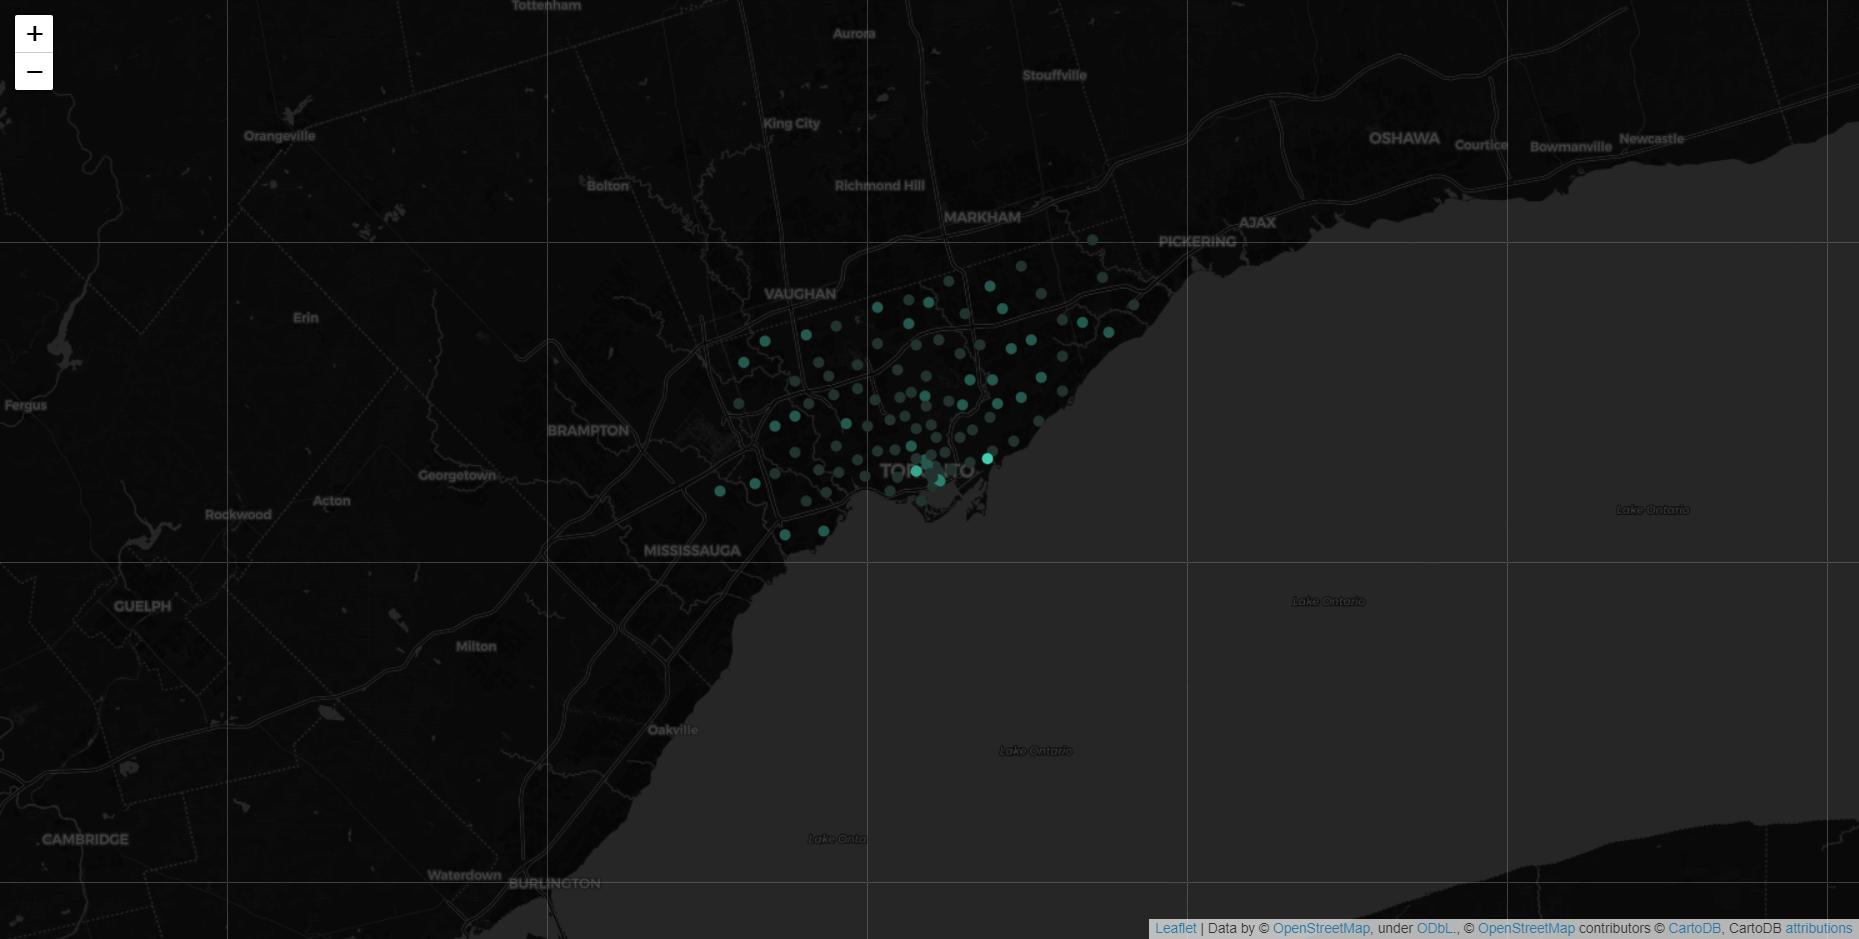 Tottenham
+
Aurora
−
Stouffville
King City
Orangeville
OSHAWA
Courtice
Bowmanville
Newcastle
Bolton
Richmond Hill
MARKHAM
AJAX
PICKERING
VAUGHAN
Erin
Fergus
BRAMPTON
TORONTO
Georgetown
Acton
Rockwood
Lake Ontario
MISSISSAUGA
Lake Ontario
GUELPH
Milton
Oakville
Lake Ontario
Lake Onta
CAMBRIDGE
Waterdown
BURLINGTON
Leaflet | Data by © OpenStreetMap, under ODbL., © OpenStreetMap contributors © CartoDB, CartoDB attributions